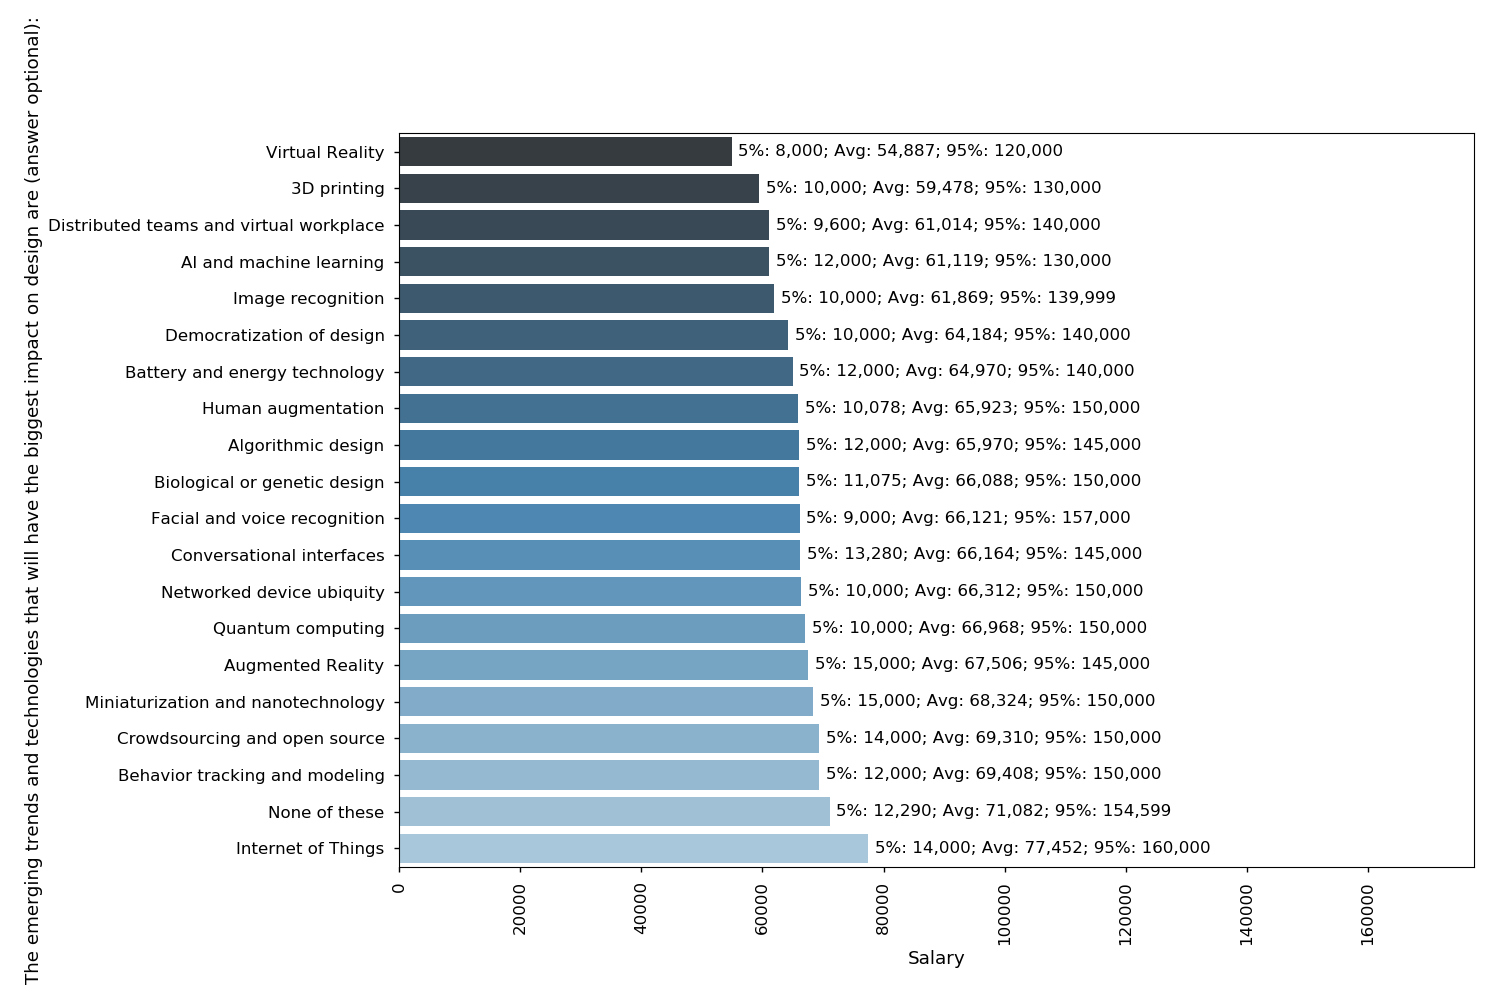 The emerging trends and technologies that will have the biggest impact on design are (answer optional):
Virtual Reality 5%: 8,000; Avg: 54,887; 95%: 120,000
3D printing 5%: 10,000; Avg: 59,478; 95%: 130,000
Distributed teams and virtual workplace 5%: 9,600; Avg: 61,014; 95%: 140,000
AI and machine learning 5%: 12,000; Avg: 61,119; 95%: 130,000
Image recognition 5%: 10,000; Avg: 61,869; 95%: 139,999
Democratization of design 5%: 10,000; Avg: 64,184; 95%: 140,000
Battery and energy technology 5%: 12,000; Avg: 64,970; 95%: 140,000
Human augmentation 5%: 10,078; Avg: 65,923; 95%: 150,000
Algorithmic design 5%: 12,000; Avg: 65,970; 95%: 145,000
Biological or genetic design 5%: 11,075; Avg: 66,088; 95%: 150,000
Facial and voice recognition 5%: 9,000; Avg: 66,121; 95%: 157,000
Conversational interfaces 5%: 13,280; Avg: 66,164; 95%: 145,000
Networked device ubiquity 5%: 10,000; Avg: 66,312; 95%: 150,000
Quantum computing 5%: 10,000; Avg: 66,968; 95%: 150,000
Augmented Reality 5%: 15,000; Avg: 67,506; 95%: 145,000
Miniaturization and nanotechnology 5%: 15,000; Avg: 68,324; 95%: 150,000
Crowdsourcing and open source 5%: 14,000; Avg: 69,310; 95%: 150,000
Behavior tracking and modeling 5%: 12,000; Avg: 69,408; 95%: 150,000
None of these 5%: 12,290; Avg: 71,082; 95%: 154,599
Internet of Things 5%: 14,000; Avg: 77,452; 95%: 160,000
0 20000 40000 60000 80000 100000 120000 140000 160000
Salary